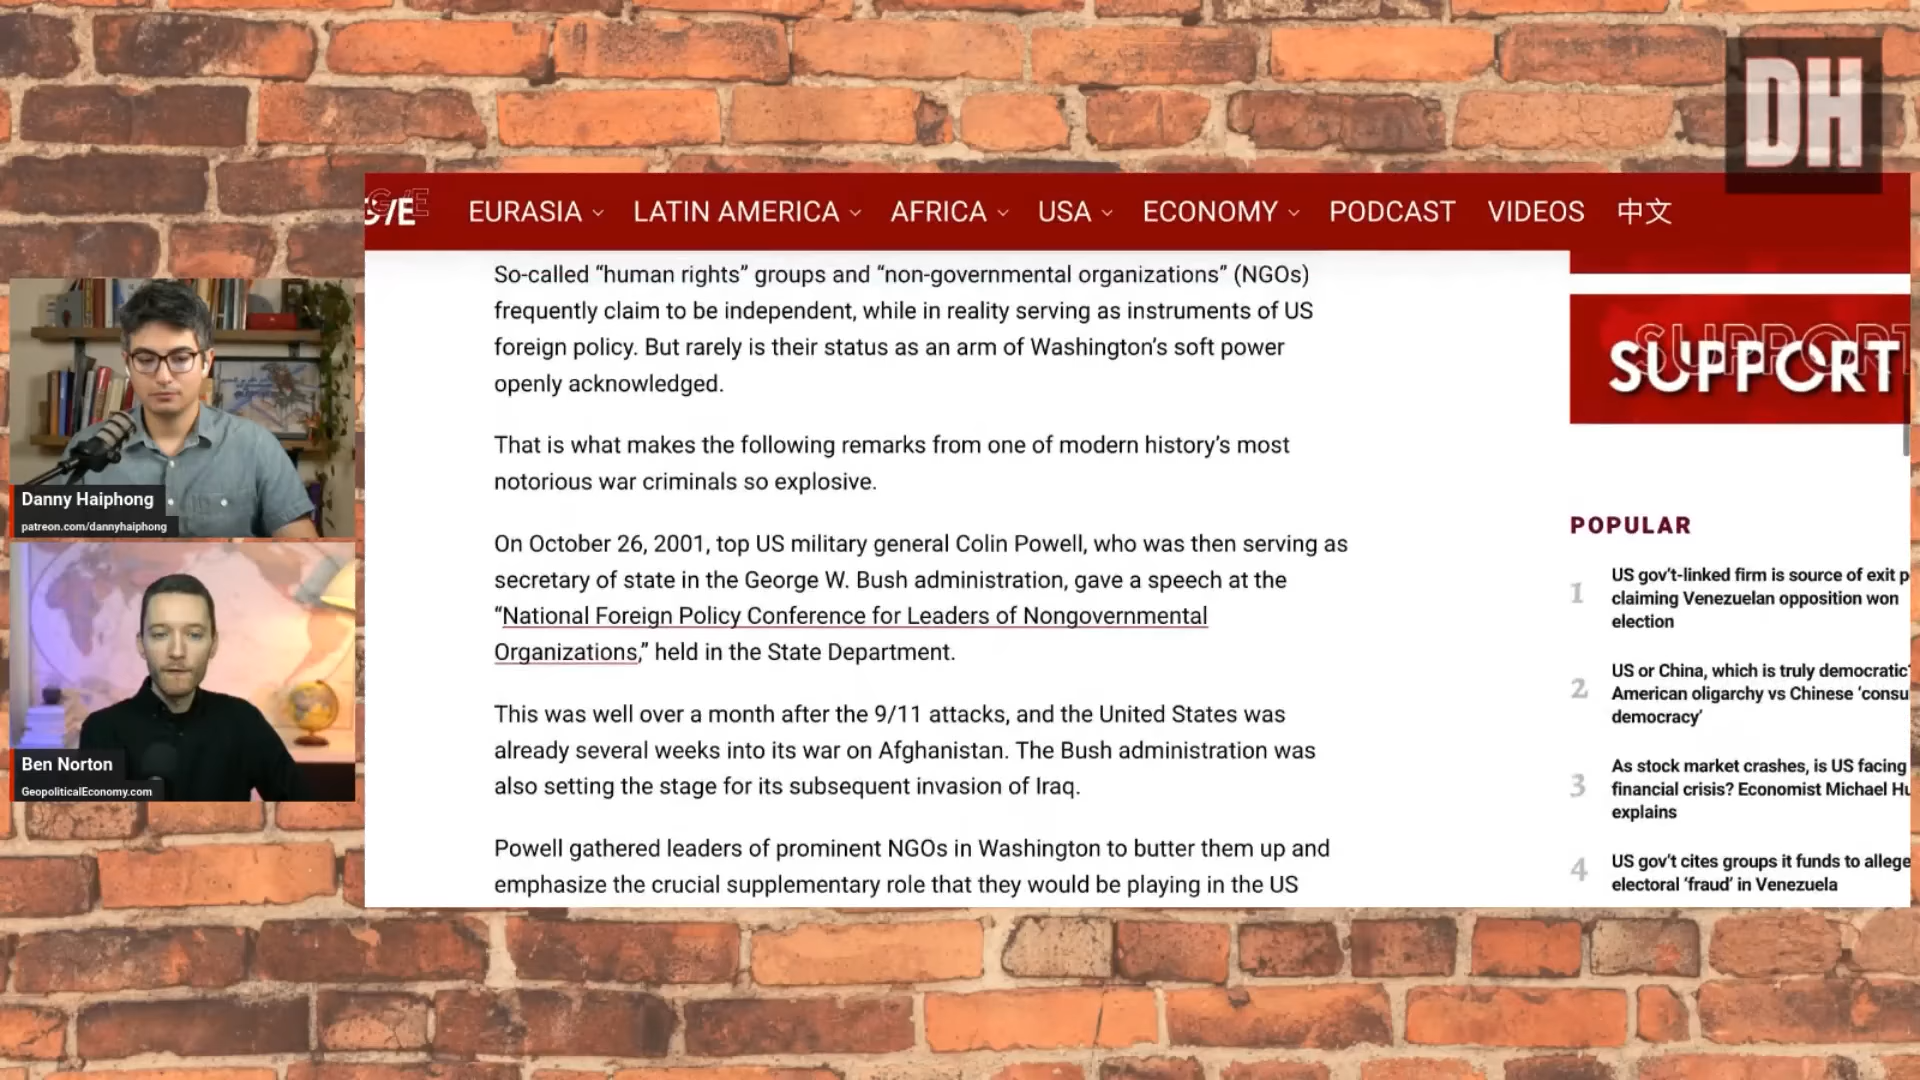 DH
G/E
EURASIA
LATIN AMERICA
AFRICA
USA
ECONOMY
PODCAST
VIDEOS
中文
So-called “human rights” groups and “non-governmental organizations” (NGOs)
frequently claim to be independent, while in reality serving as instruments of US
foreign policy. But rarely is their status as an arm of Washington’s soft power
openly acknowledged.
That is what makes the following remarks from one of modern history’s most
notorious war criminals so explosive.
On October 26, 2001, top US military general Colin Powell, who was then serving as
secretary of state in the George W. Bush administration, gave a speech at the
“National Foreign Policy Conference for Leaders of Nongovernmental
Organizations,” held in the State Department.
This was well over a month after the 9/11 attacks, and the United States was
already several weeks into its war on Afghanistan. The Bush administration was
also setting the stage for its subsequent invasion of Iraq.
Powell gathered leaders of prominent NGOs in Washington to butter them up and
emphasize the crucial supplementary role that they would be playing in the US
SUPPORT
POPULAR
1
US gov’t-linked firm is source of exit p
claiming Venezuelan opposition won
election
2
US or China, which is truly democratic?
American oligarchy vs Chinese ‘consu
democracy’
3
As stock market crashes, is US facing
financial crisis? Economist Michael Hu
explains
4
US gov’t cites groups it funds to allege
electoral ‘fraud’ in Venezuela
Danny Haiphong
patreon.com/dannyhaiphong
Ben Norton
GeopoliticalEconomy.com